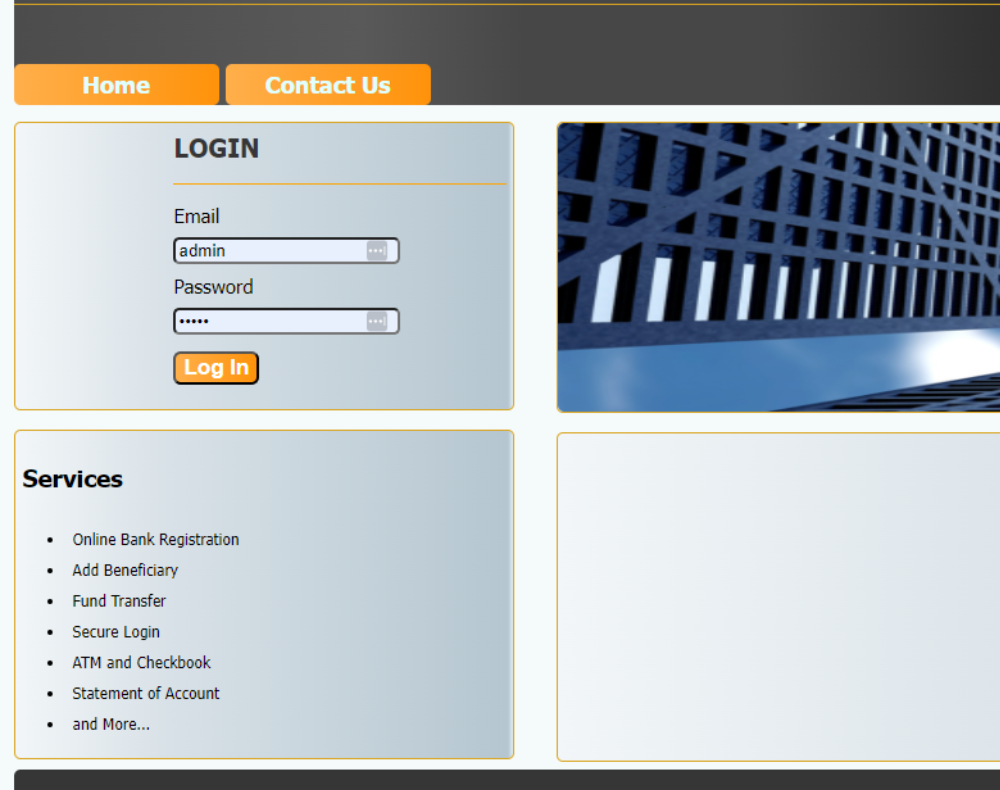 Home
Contact Us
LOGIN
Email
admin
Password
•••••
Log In
Services
• Online Bank Registration
• Add Beneficiary
• Fund Transfer
• Secure Login
• ATM and Checkbook
• Statement of Account
• and More...